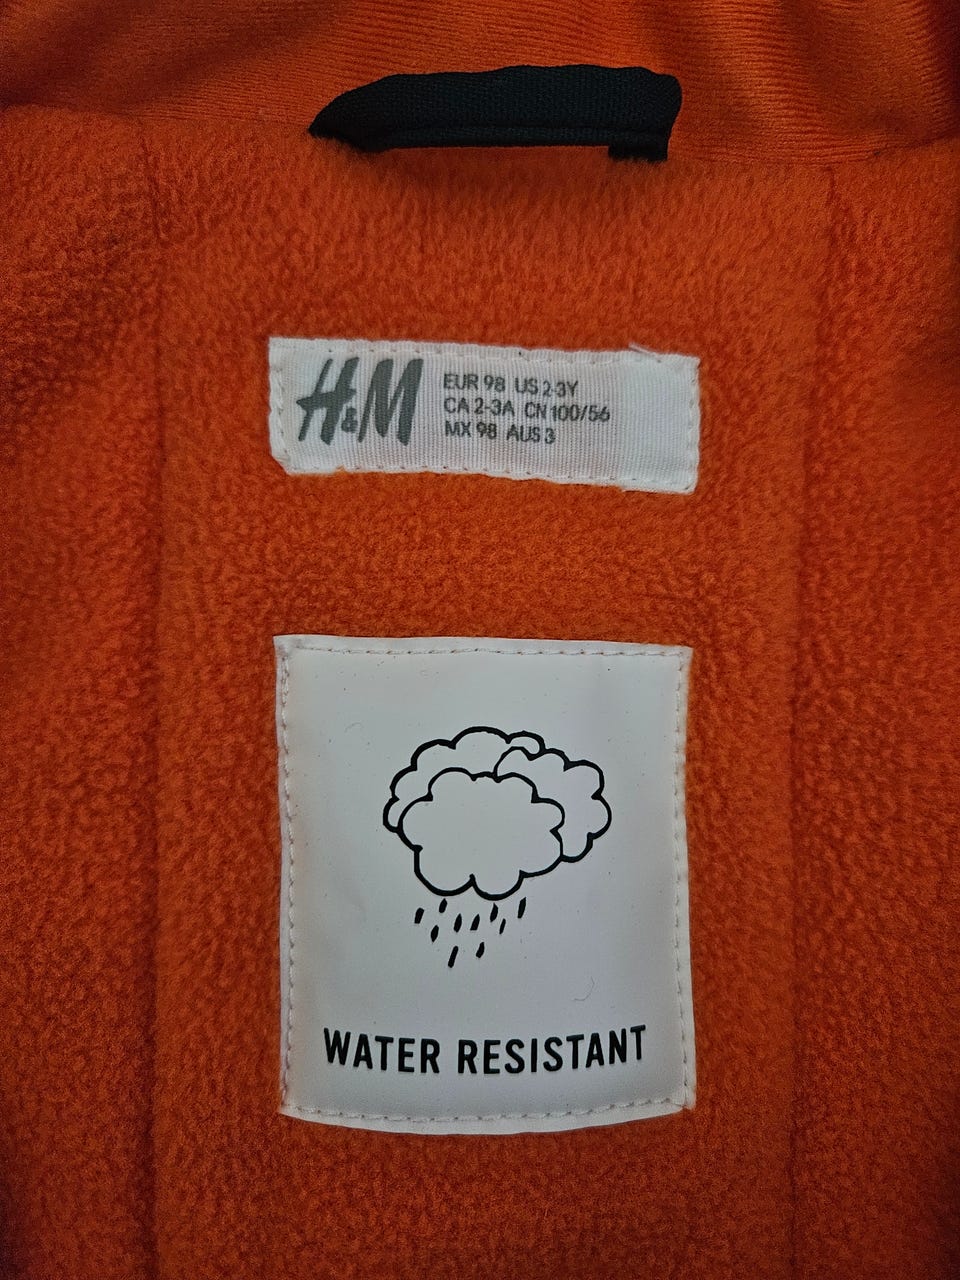 H&M
EUR 98 US 2-3Y
CA 2-3A CN 100/56
MX 98 AUS 3
WATER RESISTANT